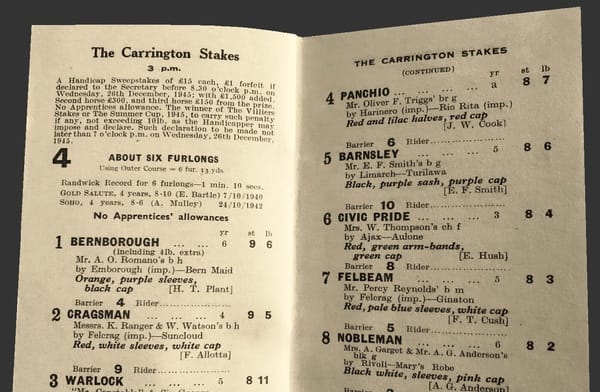 The Carrington Stakes
3 p.m.
A Handicap Sweepstakes of £15 each, £1 forfeit if
declared to the Secretary before 8.30 o'clock p.m. on
Wednesday, 26th December, 1945; with £1,500 added.
Second horse £300, and third horse £150 from the prize.
No Apprentices allowance. The winner of The Villiers
Stakes or The Summer Cup, 1945, to carry such penalty
if any, not exceeding 10lb. as the Handicapper may
impose and declare. Such declaration to be made not
later than 7 o'clock p.m. on Wednesday, 26th December,
1945.
4 ABOUT SIX FURLONGS
Using Outer Course = 6 fur. 33 yds.
Randwick Record for 6 furlongs—1 min. 10 secs.
GOLD SALUTE, 4 years, 8-10 (E. Bartle) 7/10/1940
SOHO, 4 years, 8-6 (A. Mulley) 24/10/1942
No Apprentices' allowances
yr st lb
1 BERNBOROUGH ... ... 6 9 6
(including 4lb. extra)
Mr. A. O. Romano's b h
by Emborough (imp.)—Bern Maid
Orange, purple sleeves,
black cap [H. T. Plant]
Barrier 4 Rider
2 CRAGSMAN ... ... ... 4 9 5
Messrs. K. Ranger & W. Watson's b h
by Felcrag (imp.)—Suncloud
Red, white sleeves, white cap
[F. Allotta]
Barrier 9 Rider
3 WARLOCK ... ... ... 5 8 11
THE CARRINGTON STAKES
(CONTINUED)
yr st lb
4 PANCHIO ... ... ... a 8 7
Mr. Oliver F. Triggs' br g
by Harinero (imp.)—Rio Rita (imp.)
Red and lilac halves, red cap
[J. W. Cook]
Barrier 6 Rider
5 BARNSLEY ... ... ... 5 8 6
Mr. E. F. Smith's b g
by Limarch—Turilawa
Black, purple sash, purple cap
[E. F. Smith]
Barrier 10 Rider
6 CIVIC PRIDE ... ... ... 3 8 4
Mrs. W. Thompson's ch f
by Ajax—Aulone
Red, green arm-bands,
green cap [E. Hush]
Barrier 8 Rider
7 FELBEAM ... ... ... 5 8 3
Mr. Percy Reynolds' b m
by Felcrag (imp.)—Ginaton
Red, pale blue sleeves, white cap
[F. T. Cush]
Barrier 5 Rider
8 NOBLEMAN ... ... ... 6 8 2
Mrs. A. Garget & Mr. A. G. Anderson's
blk g
by Rivoli—Mary's Robe
Black white, sleeves, pink cap
[A. G. Anderson]